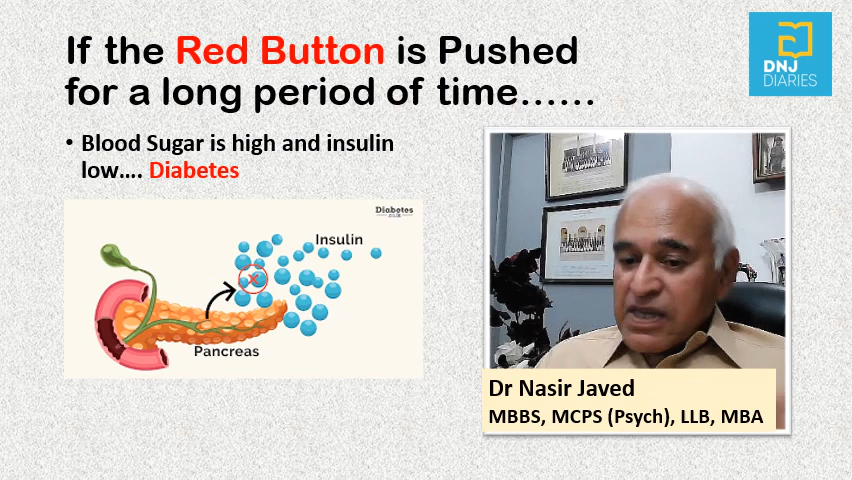 If the Red Button is Pushed
for a long period of time......
DNJ
DIARIES
• Blood Sugar is high and insulin
low.... Diabetes
Diabetes
Insulin
Pancreas
Dr Nasir Javed
MBBS, MCPS (Psych), LLB, MBA